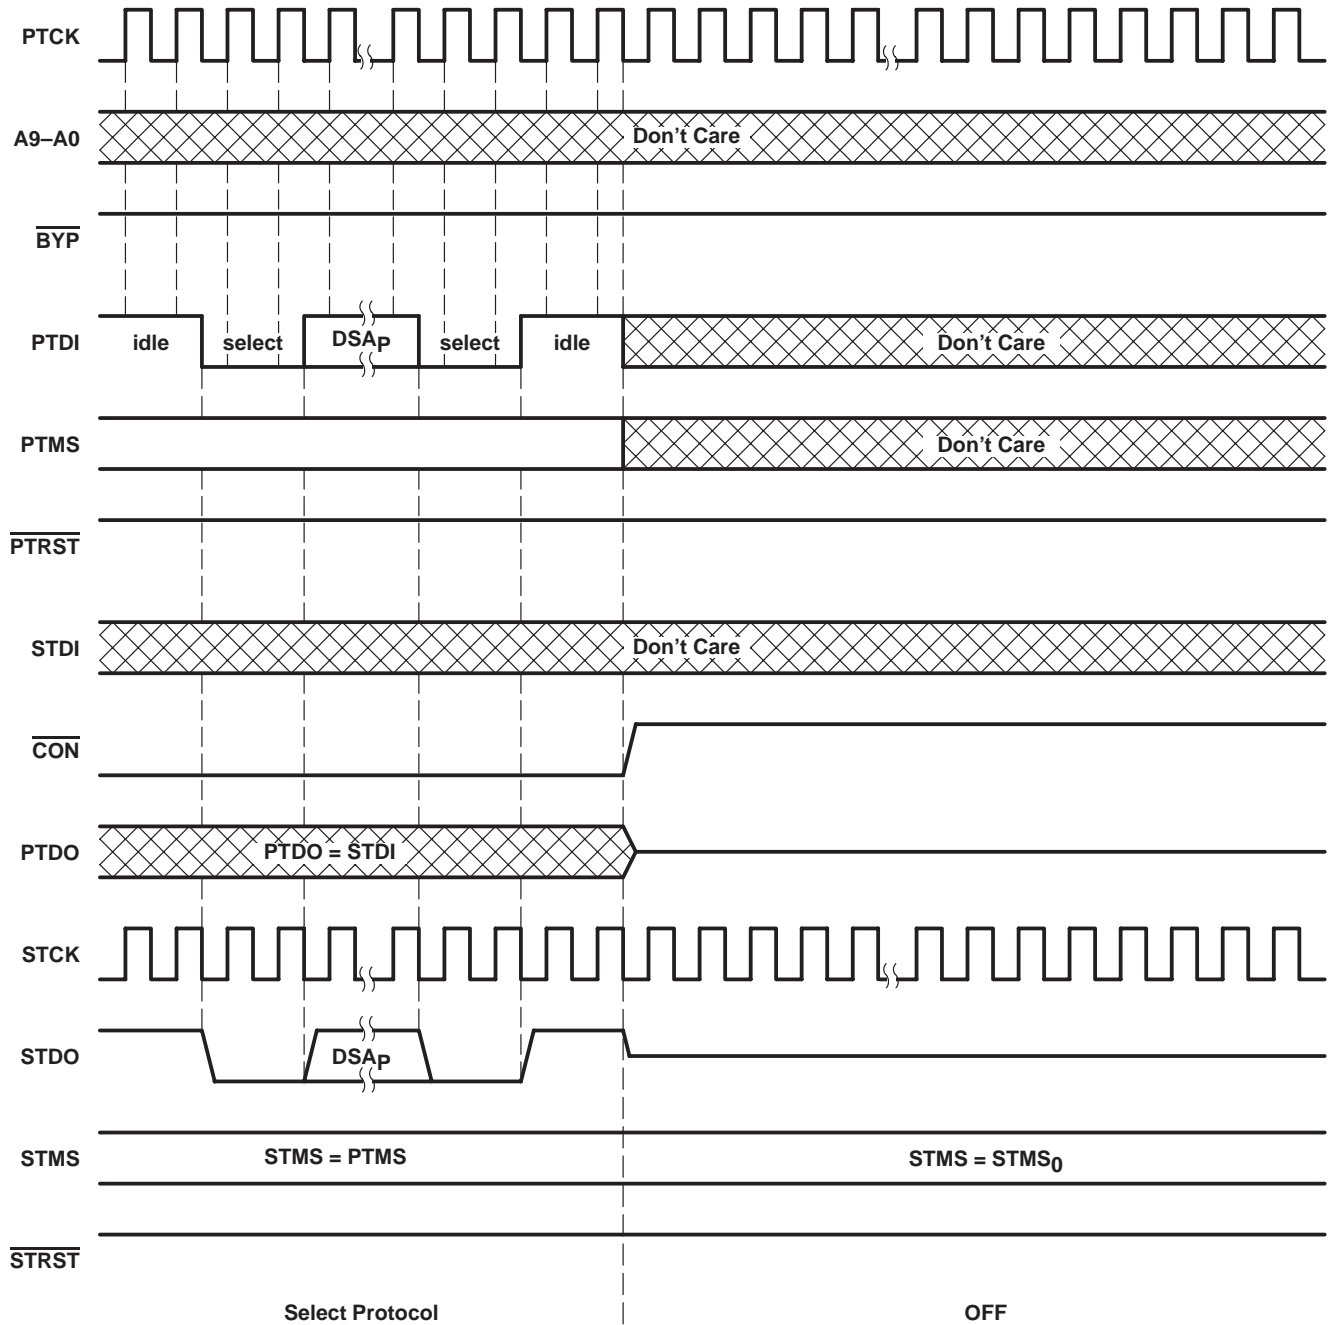 PTCK
A9–A0
Don't Care
BYP
PTDI
idle
select
DSAP
select
idle
Don't Care
PTMS
Don't Care
PTRST
STDI
Don't Care
CON
PTDO
PTDO = STDI
STCK
STDO
DSAP
STMS
STMS = PTMS
STMS = STMS0
STRST
Select Protocol
OFF